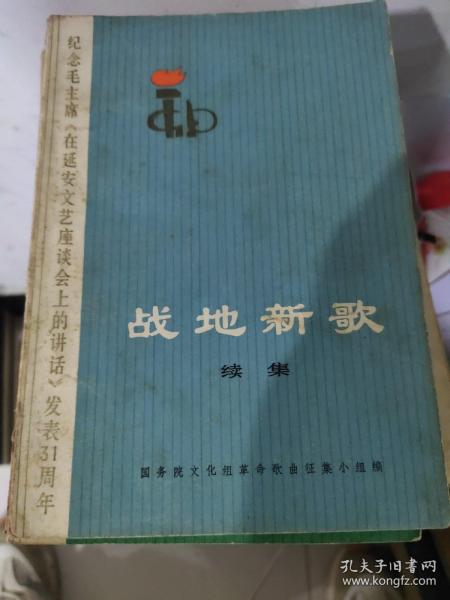 纪念毛主席《在延安文艺座谈会上的讲话》发表31周年
战地新歌
续集
国务院文化组革命歌曲征集小组编
孔夫子旧书网
www.kongfz.com